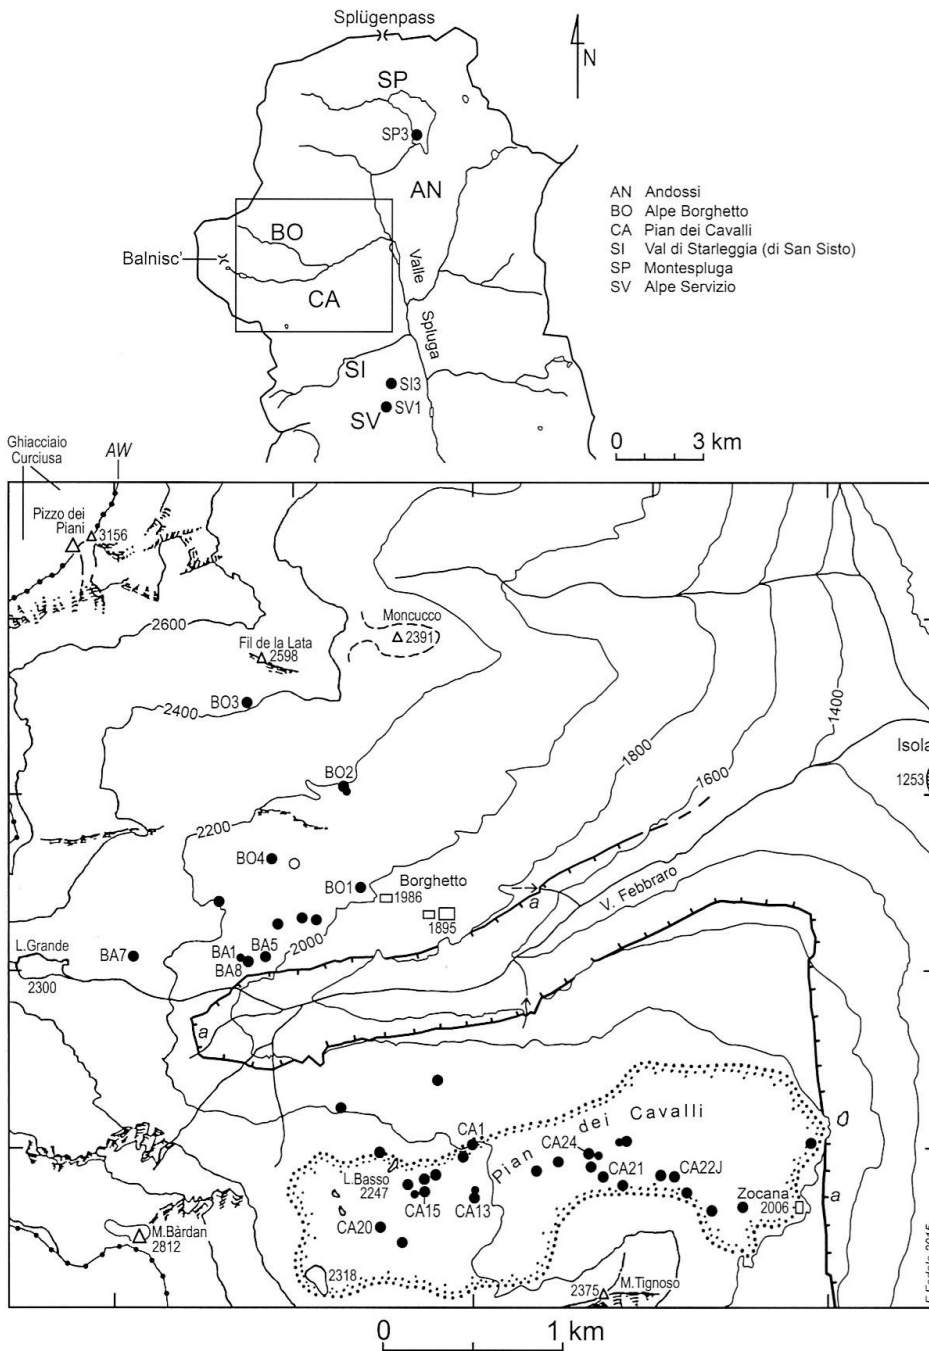 Splügenpass
N
SP
SP3
AN
BO
Balnisc'
CA
Valle
Spluga
SI
SI3
SV1
SV
AN Andossi
BO Alpe Borghetto
CA Pian dei Cavalli
SI Val di Starleggia (di San Sisto)
SP Montespluga
SV Alpe Servizio
0 3 km
Ghiacciaio
Curciusa
AW
Pizzo dei
Piani
3156
2600
Moncucco
2391
Fil de la Lata
2598
BO3
2400
1400
1800
Isola
1253
1600
BO2
2200
BO4
BO1
Borghetto
1986
1895
a
V. Febbraro
2000
L.Grande
2300
BA7
BA1
BA5
BA8
a
Pian dei Cavalli
CA1
CA24
L.Basso
2247
CA21
CA22J
CA15
CA13
Zocana
2006
a
CA20
M.Bàrdan
2812
2318
2375
M.Tignoso
0 1 km